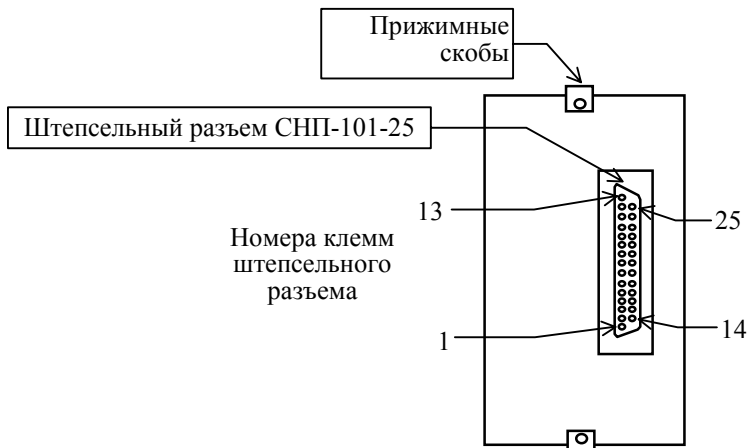 Прижимные
скобы
Штепсельный разъем СНП-101-25
13
25
Номера клемм
штепсельного
разъема
1
14